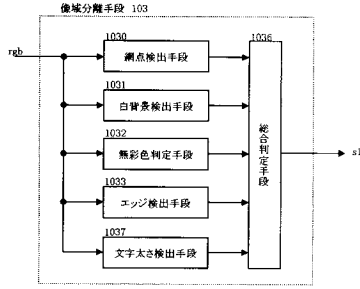 像域分離手段 103
rgb
1030
網点検出手段
1031
白背景検出手段
1032
無彩色判定手段
1033
エッジ検出手段
1037
文字太さ検出手段
1036
総合判定手段
s1